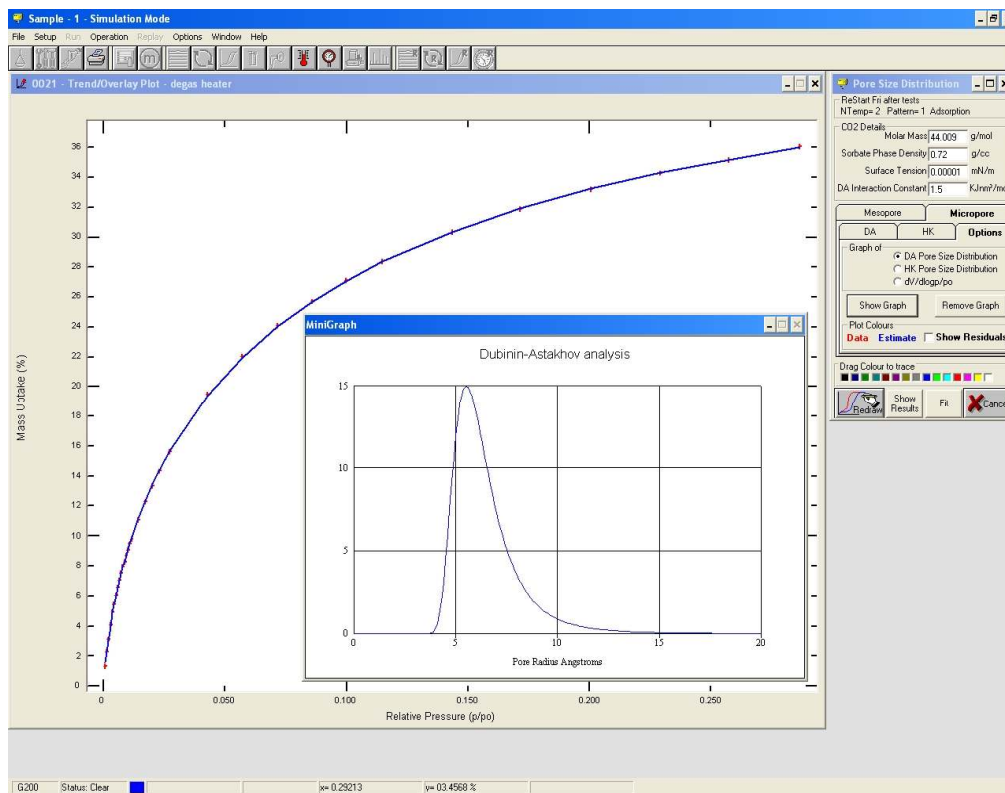 Sample - 1 - Simulation Mode
File Setup Run Operation Replay Options Window Help
0021 - Trend/Overlay Plot - degas heater
36
34
32
30
28
26
24
22
20
18
16
14
12
10
8
6
4
2
0
Mass Uptake (%)
0 0.050 0.100 0.150 0.200 0.250
Relative Pressure (p/po)
MiniGraph
Dubinin-Astakhov analysis
15
10
5
0
0 5 10 15 20
Pore Radius Angstroms
Pore Size Distribution
ReStart Fri after tests
NTemp= 2 Pattern= 1 Adsorption
CO2 Details
Molar Mass 44.009 g/mol
Sorbate Phase Density 0.72 g/cc
Surface Tension 0.00001 mN/m
DA Interaction Constant 1.5 KJnm³/mo
Mesopore Micropore
DA HK Options
Graph of
DA Pore Size Distribution
HK Pore Size Distribution
dV/dlogp/po
Show Graph Remove Graph
Plot Colours
Data Estimate Show Residuals
Drag Colour to trace
Redraw Show Results Fit Cance
G200 Status: Clear x= 0.29213 y= 03.4568 %